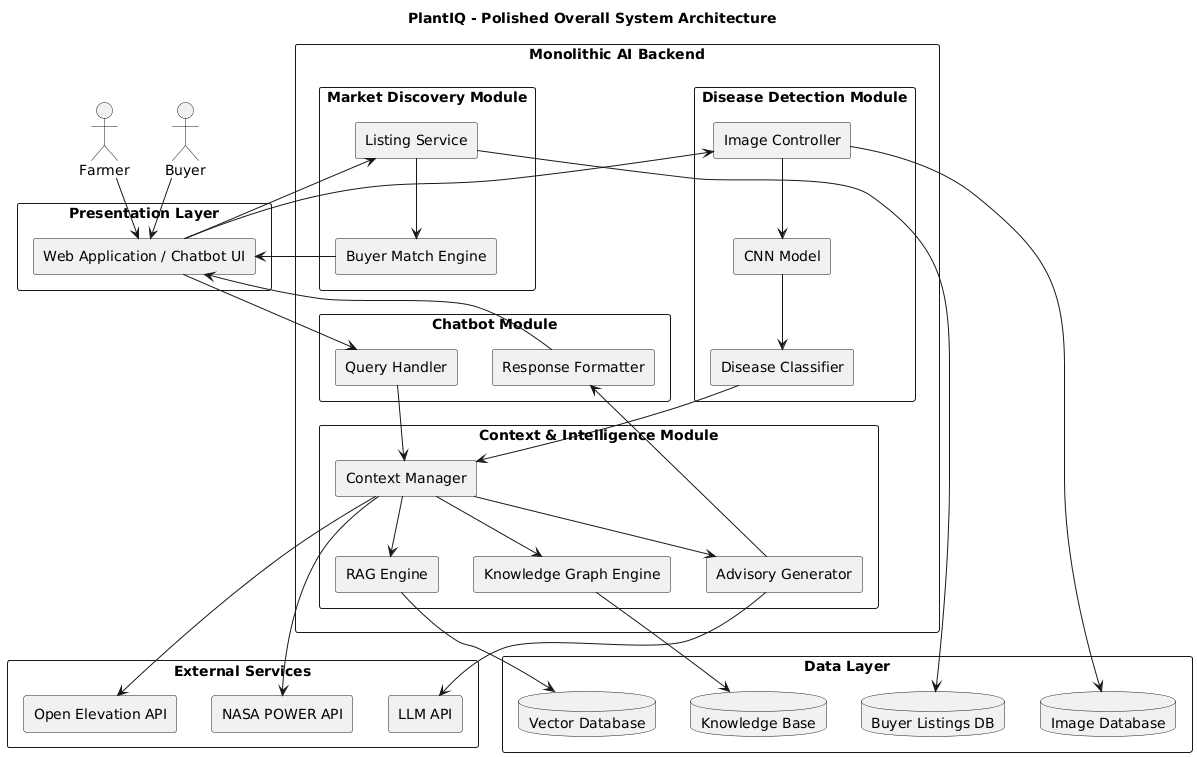 PlantIQ - Polished Overall System Architecture
Monolithic AI Backend
Market Discovery Module
Disease Detection Module
Listing Service
Image Controller
Farmer
Buyer
Presentation Layer
Web Application / Chatbot UI
Buyer Match Engine
CNN Model
Chatbot Module
Query Handler
Response Formatter
Disease Classifier
Context & Intelligence Module
Context Manager
RAG Engine
Knowledge Graph Engine
Advisory Generator
External Services
Open Elevation API
NASA POWER API
LLM API
Data Layer
Vector Database
Knowledge Base
Buyer Listings DB
Image Database